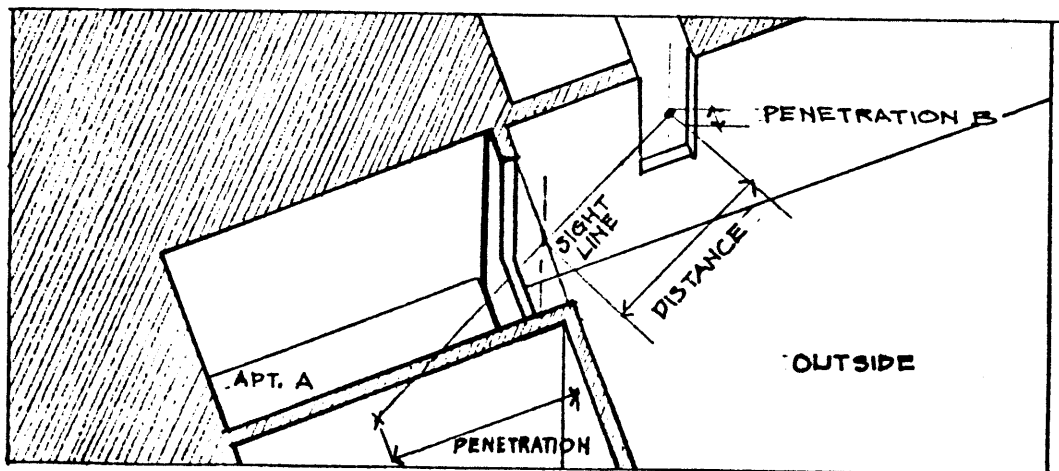 PENETRATION B
SIGHT
LINE
DISTANCE
OUTSIDE
APT. A
PENETRATION